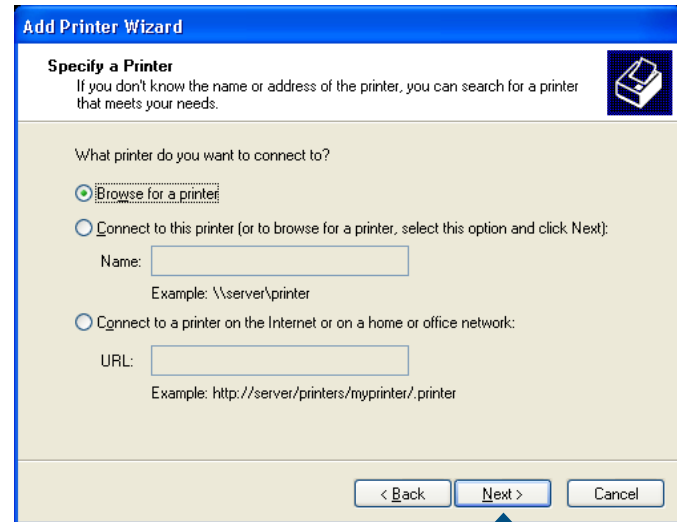 Add Printer Wizard
Specify a Printer
If you don't know the name or address of the printer, you can search for a printer
that meets your needs.
What printer do you want to connect to?
Browse for a printer
Connect to this printer (or to browse for a printer, select this option and click Next):
Name:
Example: \\server\printer
Connect to a printer on the Internet or on a home or office network:
URL:
Example: http://server/printers/myprinter/.printer
< Back Next > Cancel